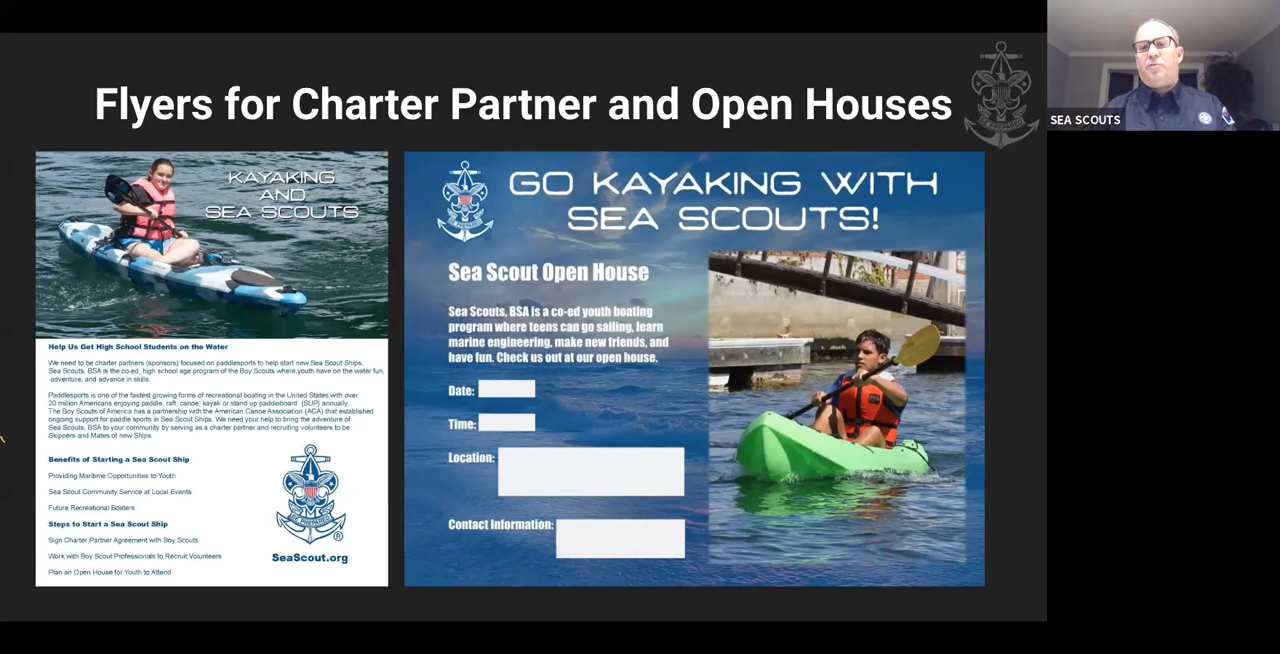 Flyers for Charter Partner and Open Houses
SEA SCOUTS
KAYAKING
AND
SEA SCOUTS
Help Us Get High School Students on the Water
We need to be charter partners (sponsors) focused on paddlesports to help start new Sea Scout Ships.
Sea Scouts, BSA is the co-ed, high school age program of the Boy Scouts where youth have on the water fun,
adventure, and advance in skills.
Paddlesports is one of the fastest growing forms of recreational boating in the United States with over
20 million Americans enjoying paddle, raft, canoe, kayak or stand up paddleboard (SUP) annually.
The Boy Scouts of America has a partnership with the American Canoe Association (ACA) that established
ongoing support for paddle sports in Sea Scout Ships. We need your help to bring the adventure of
Sea Scouts, BSA to your community by serving as a charter partner and recruiting volunteers to be
Skippers and Mates of new Ships.
Benefits of Starting a Sea Scout Ship
Providing Maritime Opportunities to Youth
Sea Scout Community Service at Local Events
Future Recreational Boaters
Steps to Start a Sea Scout Ship
Sign Charter Partner Agreement with Boy Scouts
Work with Boy Scout Professionals to Recruit Volunteers
Plan an Open House for Youth to Attend
BE PREPARED
®
SeaScout.org
BE PREPARED
GO KAYAKING WITH
SEA SCOUTS!
Sea Scout Open House
Sea Scouts, BSA is a co-ed youth boating
program where teens can go sailing, learn
marine engineering, make new friends, and
have fun. Check us out at our open house.
Date:
Time:
Location:
Contact Information:
BE PREPARED